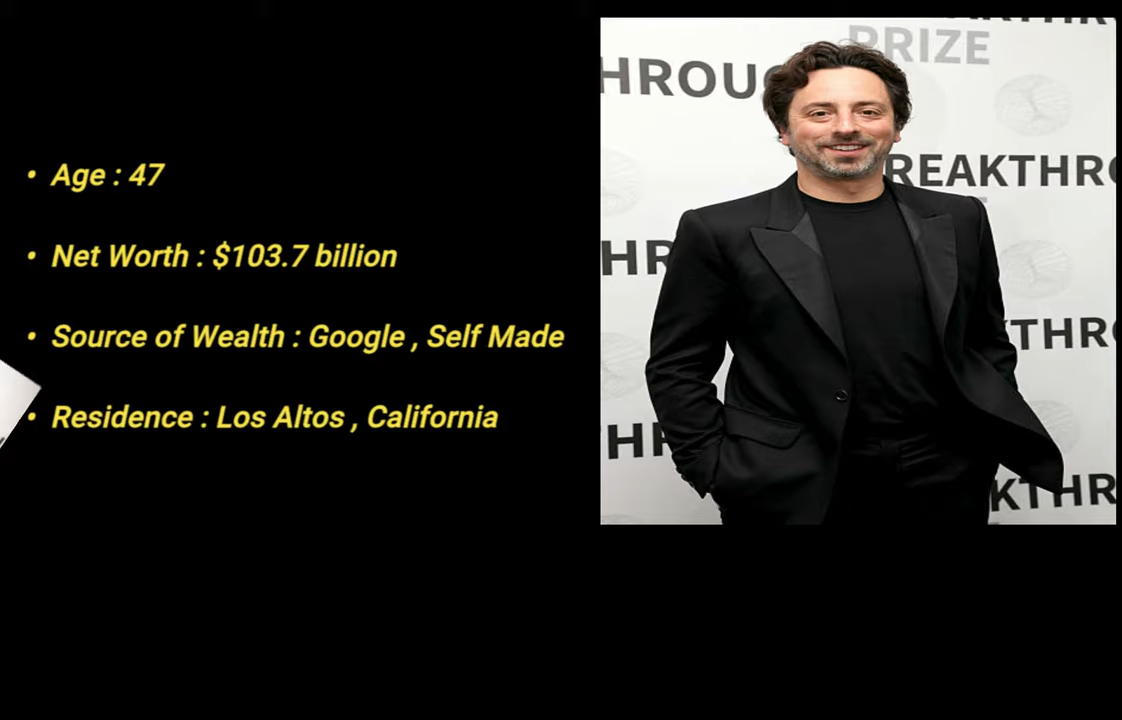 • Age : 47
• Net Worth : $103.7 billion
• Source of Wealth : Google , Self Made
• Residence : Los Altos , California
PRIZE
HROU
REAKTHRO
HR
THRO
THR
KTHR